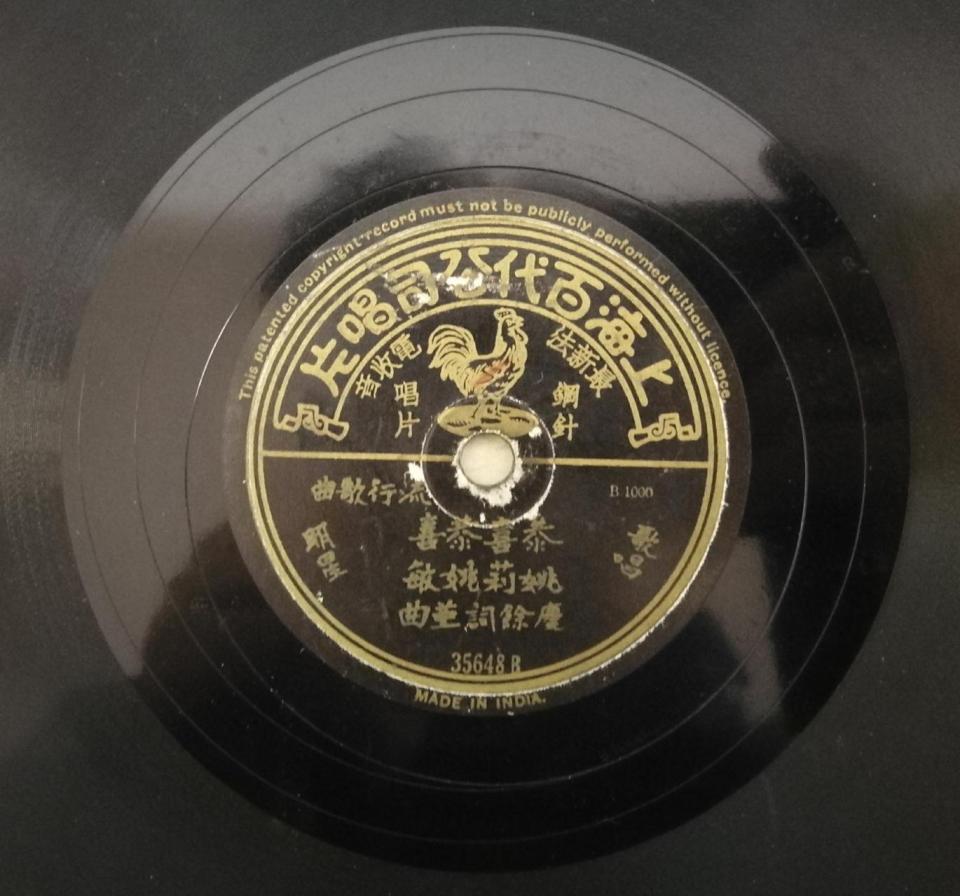 This patented copyright record must not be publicly performed without licence.
上海百代公司唱片
最新法
鋼針
電收音
唱片
流行歌曲
B 1000
歌唱
明星
恭喜恭喜
姚莉姚敏
慶餘詞並曲
35648 B
MADE IN INDIA.